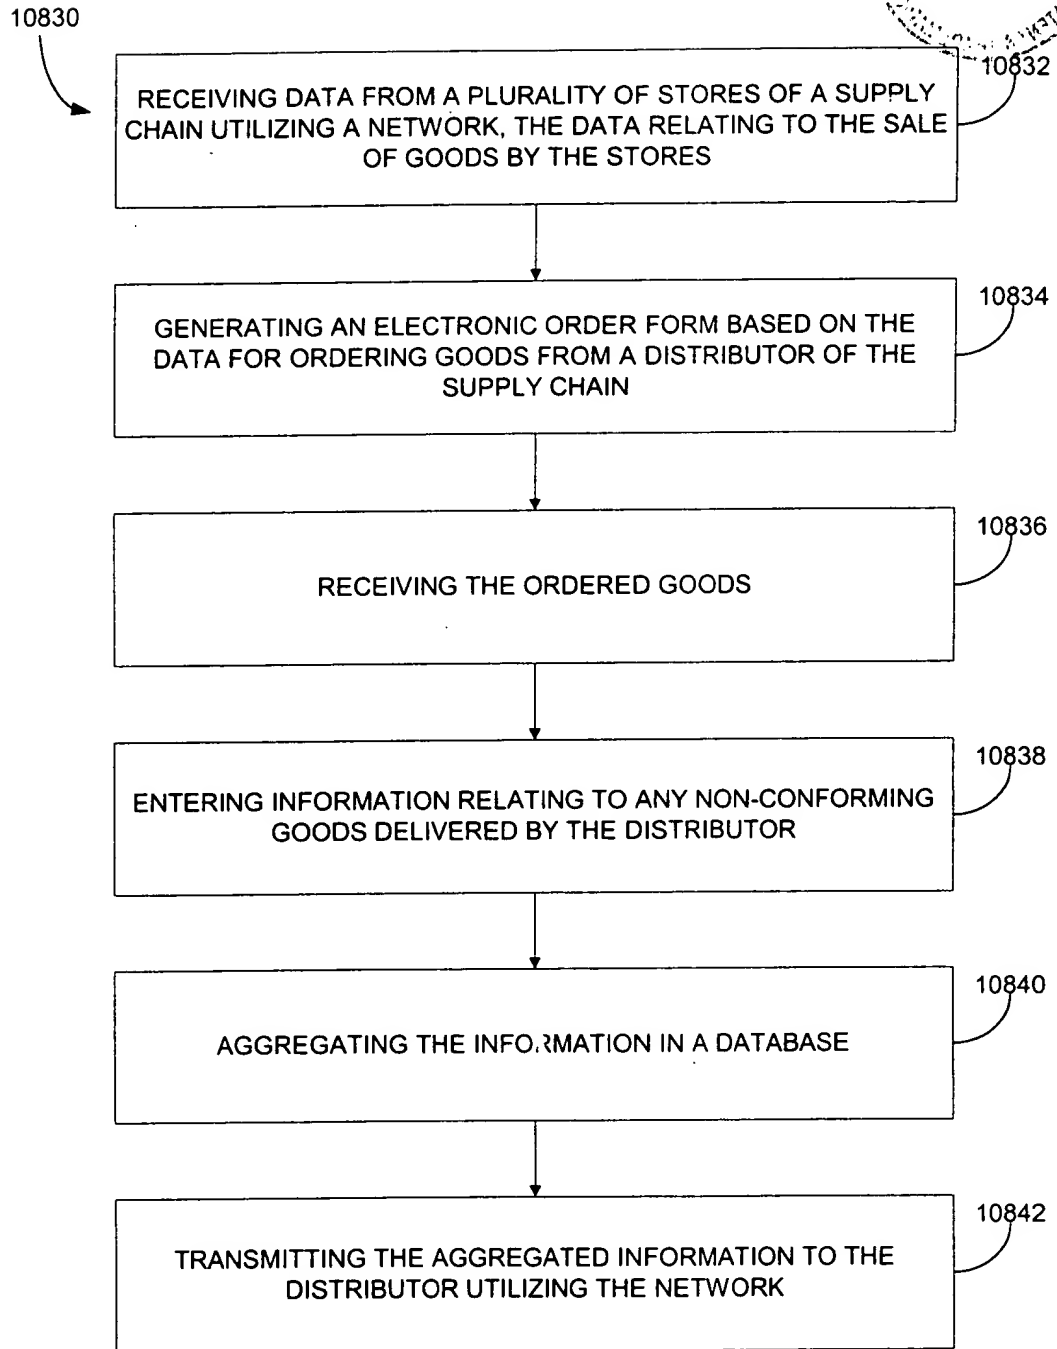 10830
10832
RECEIVING DATA FROM A PLURALITY OF STORES OF A SUPPLY
CHAIN UTILIZING A NETWORK, THE DATA RELATING TO THE SALE
OF GOODS BY THE STORES
10834
GENERATING AN ELECTRONIC ORDER FORM BASED ON THE
DATA FOR ORDERING GOODS FROM A DISTRIBUTOR OF THE
SUPPLY CHAIN
10836
RECEIVING THE ORDERED GOODS
10838
ENTERING INFORMATION RELATING TO ANY NON-CONFORMING
GOODS DELIVERED BY THE DISTRIBUTOR
10840
AGGREGATING THE INFORMATION IN A DATABASE
10842
TRANSMITTING THE AGGREGATED INFORMATION TO THE
DISTRIBUTOR UTILIZING THE NETWORK